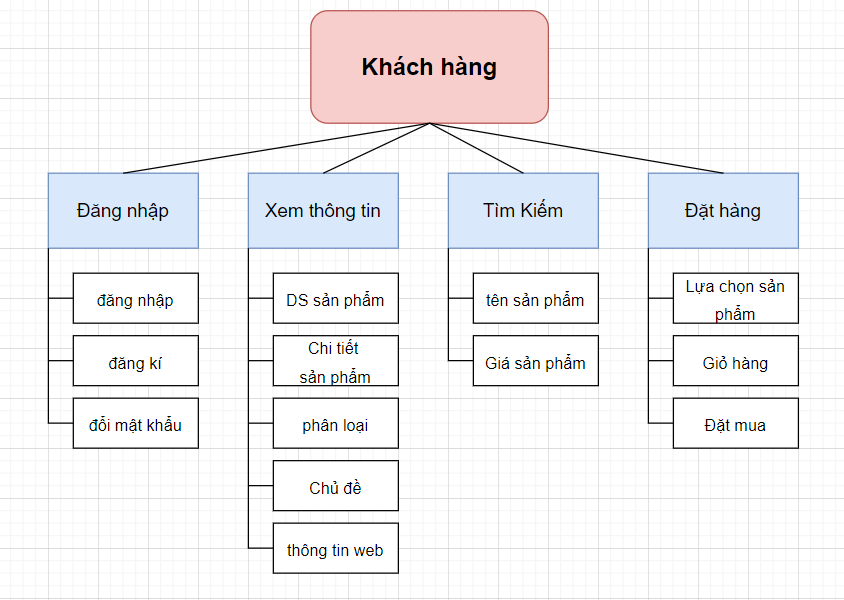 Khách hàng
Đăng nhập
Xem thông tin
Tìm Kiếm
Đặt hàng
đăng nhập
đăng kí
đổi mật khẩu
DS sản phẩm
Chi tiết
sản phẩm
phân loại
Chủ đề
thông tin web
tên sản phẩm
Giá sản phẩm
Lựa chọn sản
phẩm
Giỏ hàng
Đặt mua